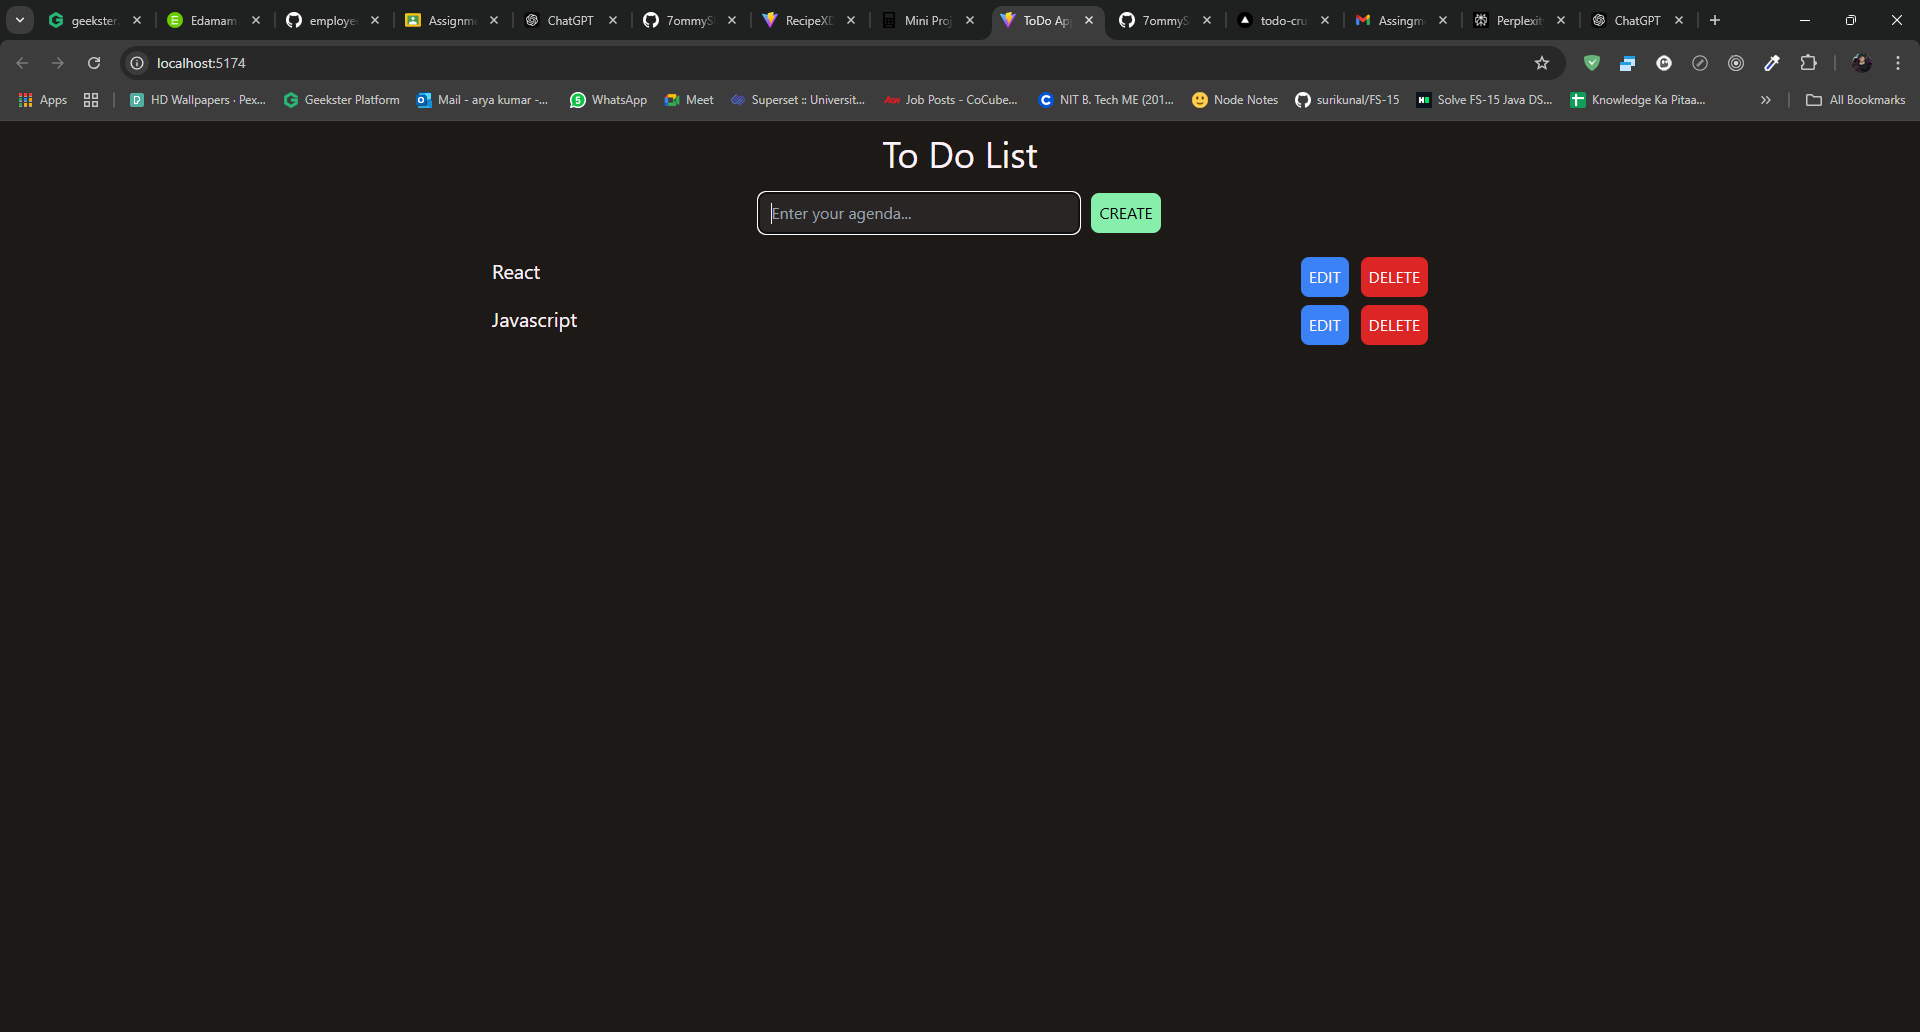 geekster. Edamam employe Assignme ChatGPT 7ommyS RecipeXD Mini Proj ToDo Ap 7ommyS todo-cru Assingm Perplexit ChatGPT
localhost:5174
Apps HD Wallpapers · Pex... Geekster Platform Mail - arya kumar -... WhatsApp Meet Superset :: Universit... Job Posts - CoCube... NIT B. Tech ME (201... Node Notes surikunal/FS-15 Solve FS-15 Java DS... Knowledge Ka Pitaa... » All Bookmarks
To Do List
Enter your agenda... CREATE
React EDIT DELETE
Javascript EDIT DELETE